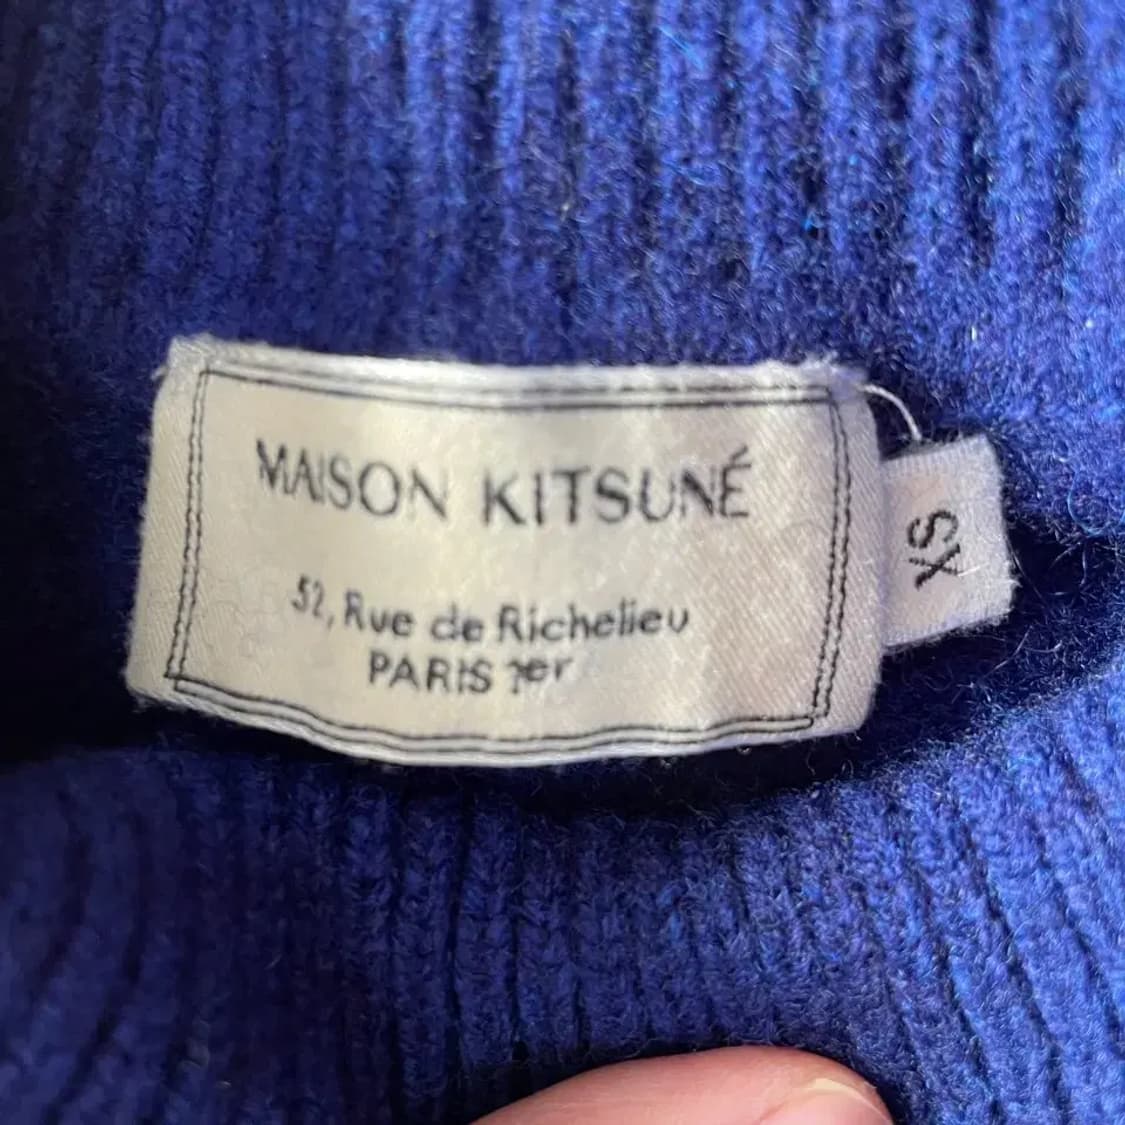 MAISON KITSUNÉ
52, Rue de Richelieu
PARIS 1er
XS